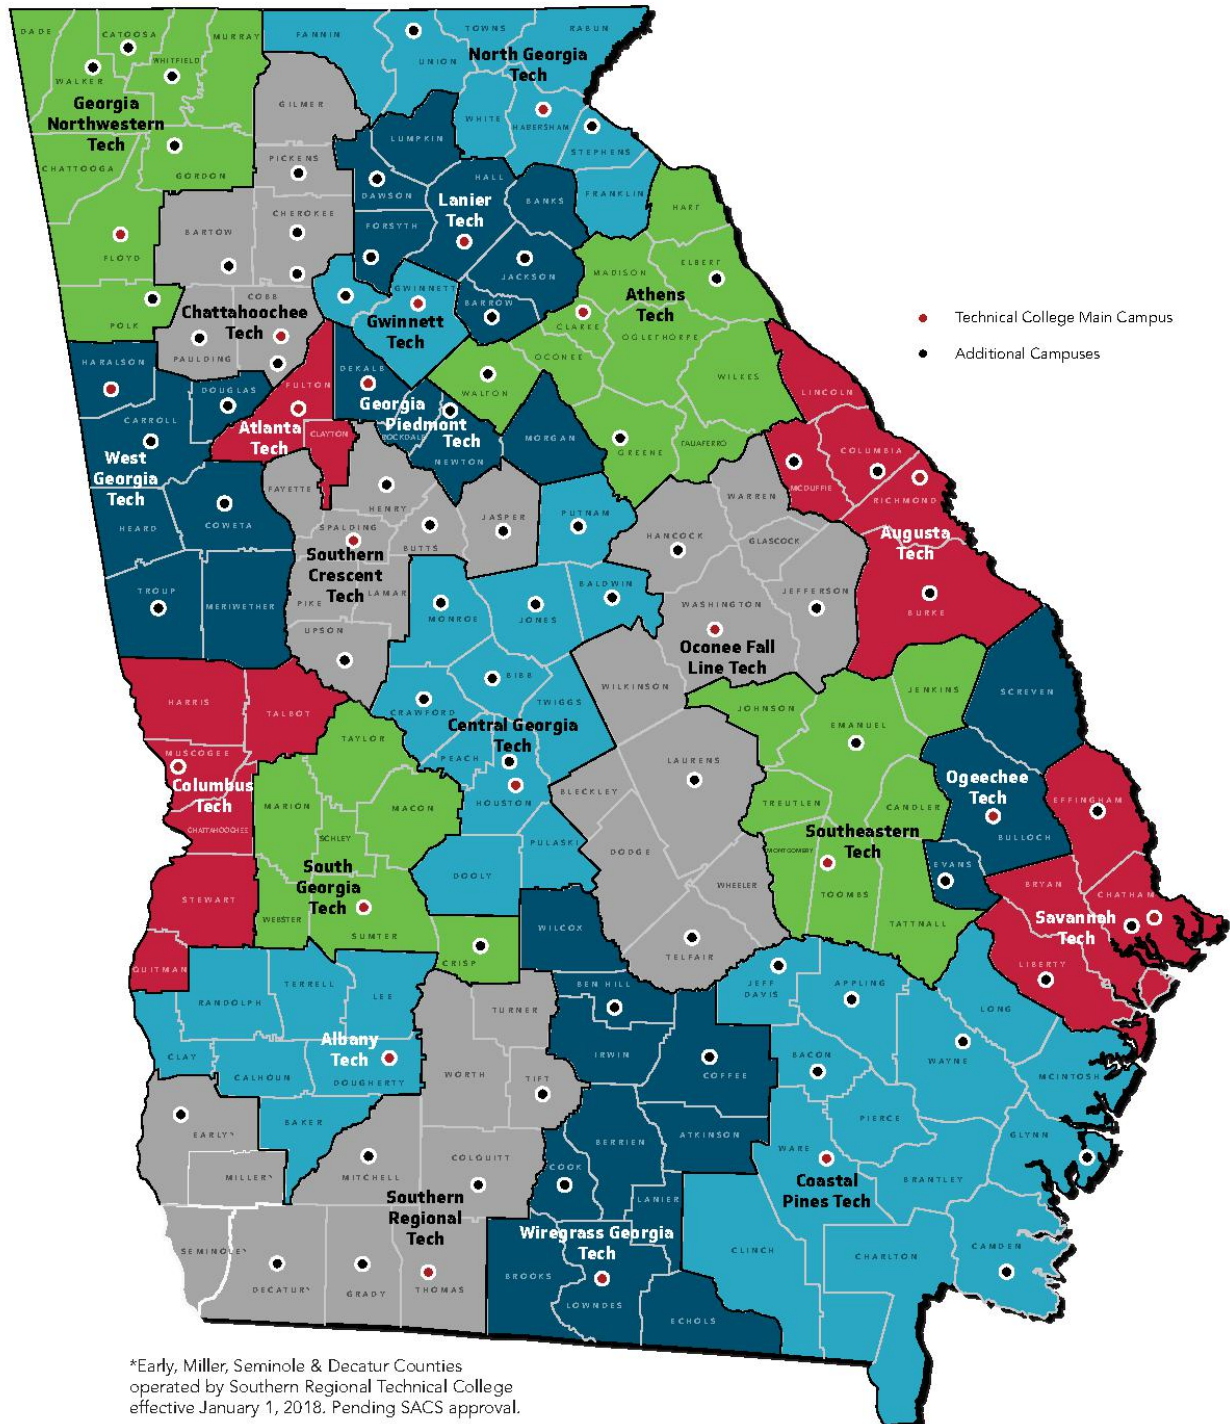 DADE
CATOOSA
MURRAY
FANNIN
TOWNS
RABUN
WHITFIELD
UNION
North Georgia
Tech
WALKER
Georgia
Northwestern
Tech
GILMER
WHITE
HABERSHAM
LUMPKIN
STEPHENS
CHATTOOGA
GORDON
PICKENS
DAWSON
HALL
BANKS
FRANKLIN
HART
Lanier
Tech
CHEROKEE
BARTOW
FORSYTH
FLOYD
JACKSON
MADISON
ELBERT
Athens
Tech
GWINNETT
COBB
BARROW
CLARKE
OGLETHORPE
Chattahoochee
Tech
Gwinnett
Tech
Technical College Main Campus
Additional Campuses
POLK
PAULDING
OCONEE
HARALSON
DEKALB
DOUGLAS
FULTON
WALTON
WILKES
LINCOLN
Georgia
Piedmont
Tech
CARROLL
Atlanta
Tech
CLAYTON
ROCKDALE
NEWTON
MORGAN
GREENE
TALIAFERRO
COLUMBIA
West
Georgia
Tech
MCDUFFIE
RICHMOND
FAYETTE
HENRY
WARREN
HEARD
COWETA
SPALDING
BUTTS
JASPER
PUTNAM
HANCOCK
GLASCOCK
Augusta
Tech
Southern
Crescent
Tech
TROUP
MERIWETHER
PIKE
LAMAR
BALDWIN
JEFFERSON
BURKE
MONROE
JONES
WASHINGTON
UPSON
Oconee Fall
Line Tech
HARRIS
TALBOT
BIBB
WILKINSON
JENKINS
SCREVEN
CRAWFORD
TWIGGS
JOHNSON
EMANUEL
Central Georgia
Tech
TAYLOR
MUSCOGEE
PEACH
LAURENS
Columbus
Tech
Ogeechee
Tech
MARION
MACON
HOUSTON
BLECKLEY
TREUTLEN
CANDLER
EFFINGHAM
CHATTAHOOCHEE
SCHLEY
PULASKI
DODGE
MONTGOMERY
Southeastern
Tech
BULLOCH
South
Georgia
Tech
DOOLY
EVANS
STEWART
WEBSTER
SUMTER
WHEELER
TOOMBS
BRYAN
CHATHAM
WILCOX
TATTNALL
Savannah
Tech
QUITMAN
CRISP
TELFAIR
LIBERTY
RANDOLPH
TERRELL
LEE
TURNER
BEN HILL
JEFF
DAVIS
APPLING
LONG
Albany
Tech
CLAY
CALHOUN
DOUGHERTY
WORTH
TIFT
IRWIN
COFFEE
BACON
WAYNE
MCINTOSH
BAKER
EARLY*
BERRIEN
ATKINSON
PIERCE
GLYNN
WARE
MILLER*
MITCHELL
COLQUITT
COOK
LANIER
BRANTLEY
Coastal
Pines Tech
Southern
Regional
Tech
Wiregrass Georgia
Tech
SEMINOLE*
CLINCH
CHARLTON
CAMDEN
DECATUR*
GRADY
THOMAS
BROOKS
LOWNDES
ECHOLS
*Early, Miller, Seminole & Decatur Counties
operated by Southern Regional Technical College
effective January 1, 2018. Pending SACS approval.